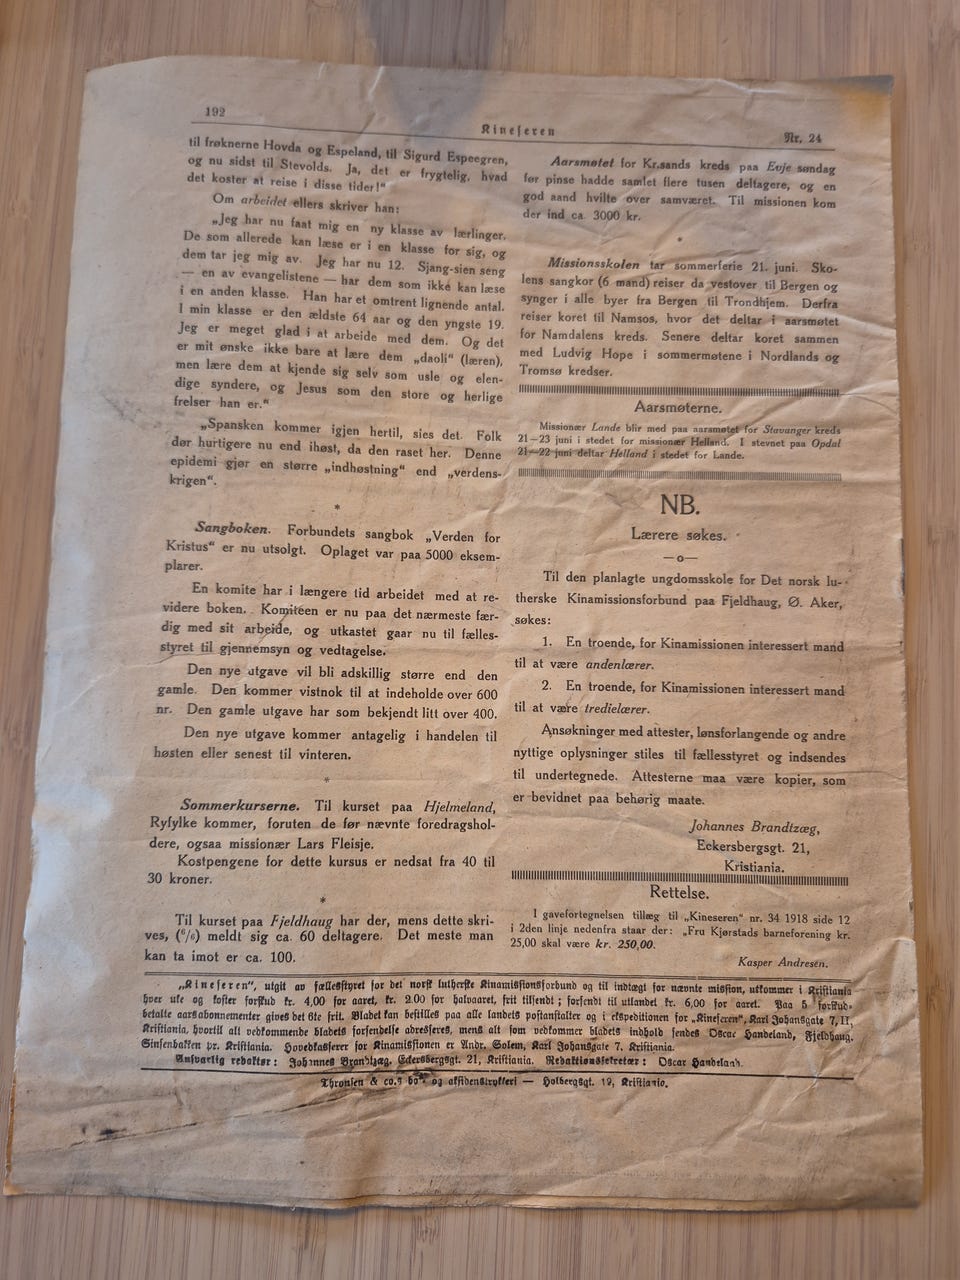 192
Kineseren
Nr. 24
til frøknerne Hovda og Espeland, til Sigurd Espeegren,
og nu sidst til Stevolds. Ja, det er frygtelig, hvad
det koster at reise i disse tider!“
Om arbeidet ellers skriver han:
„Jeg har nu faat mig en ny klasse av lærlinger.
De som allerede kan læse er i en klasse for sig, og
dem tar jeg mig av. Jeg har nu 12. Sjang-sien seng
— en av evangelistene — har dem som ikke kan læse
i en anden klasse. Han har et omtrent lignende antal.
I min klasse er den ældste 64 aar og den yngste 19.
Jeg er meget glad i at arbeide med dem. Og det
er mit ønske ikke bare at lære dem „daoli“ (læren),
men lære dem at kjende sig selv som usle og elen-
dige syndere, og Jesus som den store og herlige
frelser han er.“
„Spansken kommer igjen hertil, sies det. Folk
dør hurtigere nu end ihøst, da den raset her. Denne
epidemi gjør en større „indhøstning“ end „verdens-
krigen“.
*
Sangboken. Forbundets sangbok „Verden for
Kristus“ er nu utsolgt. Oplaget var paa 5000 eksem-
plarer.
En komite har i længere tid arbeidet med at re-
videre boken. Komitéen er nu paa det nærmeste fær-
dig med sit arbeide, og utkastet gaar nu til fælles-
styret til gjennemsyn og vedtagelse.
Den nye utgave vil bli adskillig større end den
gamle. Den kommer vistnok til at indeholde over 600
nr. Den gamle utgave har som bekjendt litt over 400.
Den nye utgave kommer antagelig i handelen til
høsten eller senest til vinteren.
*
Sommerkurserne. Til kurset paa Hjelmeland,
Ryfylke kommer, foruten de før nævnte foredragshol-
dere, ogsaa missionær Lars Fleisje.
Kostpengene for dette kursus er nedsat fra 40 til
30 kroner.
*
Til kurset paa Fjeldhaug har der, mens dette skri-
ves, (⁶/₆) meldt sig ca. 60 deltagere. Det meste man
kan ta imot er ca. 100.
Aarsmøtet for Kr.sands kreds paa Evje søndag
før pinse hadde samlet flere tusen deltagere, og en
god aand hvilte over samværet. Til missionen kom
der ind ca. 3000 kr.
*
Missionsskolen tar sommerferie 21. juni. Sko-
lens sangkor (6 mand) reiser da vestover til Bergen og
synger i alle byer fra Bergen til Trondhjem. Derfra
reiser koret til Namsos, hvor det deltar i aarsmøtet
for Namdalens kreds. Senere deltar koret sammen
med Ludvig Hope i sommermøtene i Nordlands og
Tromsø kredser.
Aarsmøterne.
Missionær Lande blir med paa aarsmøtet for Stavanger kreds
21—23 juni i stedet for missionær Helland. I stevnet paa Opdal
21—22 juni deltar Helland i stedet for Lande.
NB.
Lærere søkes.
—o—
Til den planlagte ungdomsskole for Det norsk lu-
therske Kinamissionsforbund paa Fjeldhaug, Ø. Aker,
søkes:
1. En troende, for Kinamissionen interessert mand
til at være andenlærer.
2. En troende, for Kinamissionen interessert mand
til at være tredielærer.
Ansøkninger med attester, lønsforlangende og andre
nyttige oplysninger stiles til fællesstyret og indsendes
til undertegnede. Attesterne maa være kopier, som
er bevidnet paa behørig maate.
Johannes Brandtzæg,
Eckersbergsgt. 21,
Kristiania.
Rettelse.
I gavefortegnelsen tillæg til „Kineseren“ nr. 34 1918 side 12
i 2den linje nedenfra staar der: „Fru Kjørstads barneforening kr.
25,00 skal være kr. 250,00.
Kasper Andresen.
„Kineseren“, utgit av fællesstyret for det norsk lutherske Kinamissionsforbund og til indtægt for nævnte mission, utkommer i Kristiania
hver uke og koster forskud kr. 4,00 for aaret, kr. 2.00 for halvaaret, frit tilsendt; forsendt til utlandet kr. 6,00 for aaret. Paa 5 forskud-
betalte aarsabonnementer gives det 6te frit. Bladet kan bestilles paa alle landets postanstalter og i ekspeditionen for „Kineseren“, Karl Johansgate 7, II,
Kristiania, hvortil alt vedkommende bladets forsendelse adresseres, mens alt som vedkommer bladets indhold sendes Oscar Handeland, Fjeldhaug,
Sinsenbakken pr. Kristiania. Hovedkasserer for Kinamissionen er Andr. Solem, Karl Johansgate 7, Kristiania.
Ansvarlig redaktør: Johannes Brandtzæg, Eckersbergsgt. 21, Kristiania. Redaktionssekretær: Oscar Handeland.
Thronsen & co.s bok- og aksidenstrykkeri — Holbergsgt. 19, Kristiania.